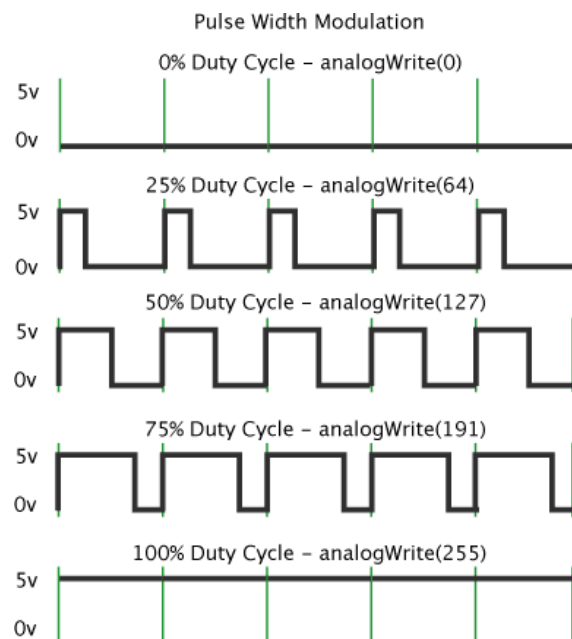 Pulse Width Modulation
0% Duty Cycle – analogWrite(0)
5v
0v
25% Duty Cycle – analogWrite(64)
5v
0v
50% Duty Cycle – analogWrite(127)
5v
0v
75% Duty Cycle – analogWrite(191)
5v
0v
100% Duty Cycle – analogWrite(255)
5v
0v